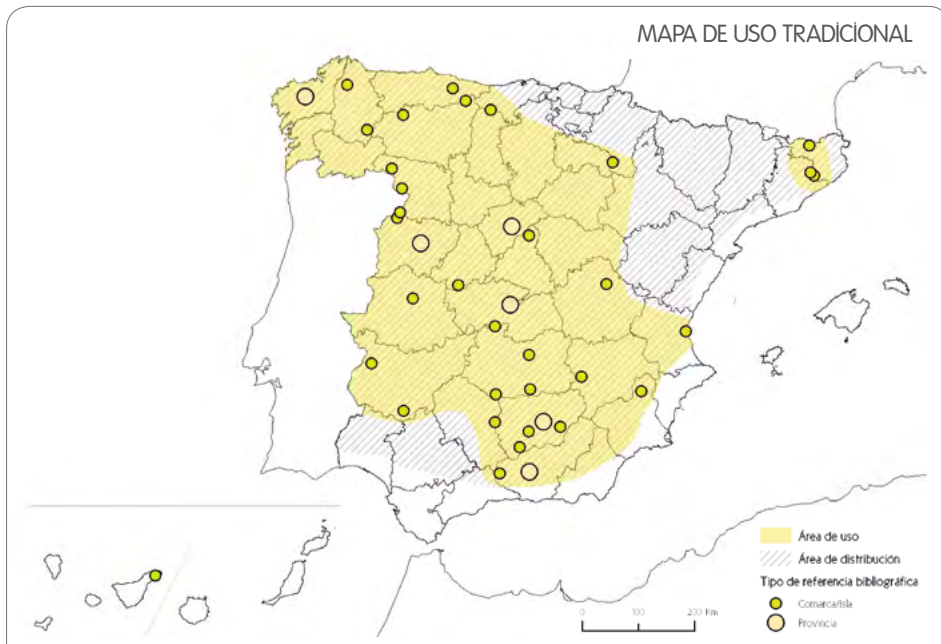 MAPA DE USO TRADICIONAL
Área de uso
Área de distribución
Tipo de referencia bibliográfica
Comarca/Isla
Provincia
0 100 200 Km